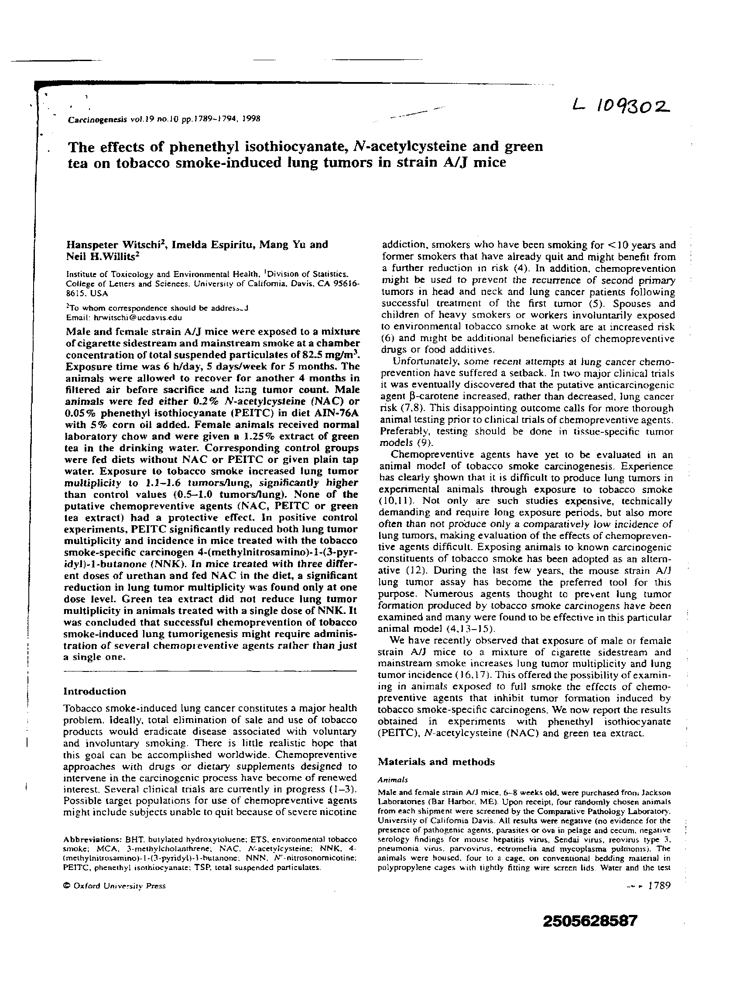 L 109302
Carcinogenesis vol.19 no.10 pp.1789–1794, 1998
The effects of phenethyl isothiocyanate, N-acetylcysteine and green
tea on tobacco smoke-induced lung tumors in strain A/J mice
Hanspeter Witschi², Imelda Espiritu, Mang Yu and
Neil H.Willits²
Institute of Toxicology and Environmental Health, ¹Division of Statistics,
College of Letters and Sciences, University of California, Davis, CA 95616-
8615, USA
²To whom correspondence should be
Email: hrwitschi@ucdavis.edu
Male and female strain A/J mice were exposed to a mixture
of cigarette sidestream and mainstream smoke at a chamber
concentration of total suspended particulates of 82.5 mg/m³.
Exposure time was 6 h/day, 5 days/week for 5 months. The
animals were allowed to recover for another 4 months in
filtered air before sacrifice and lung tumor count. Male
animals were fed either 0.2% N-acetylcysteine (NAC) or
0.05% phenethyl isothiocyanate (PEITC) in diet AIN-76A
with 5% corn oil added. Female animals received normal
laboratory chow and were given a 1.25% extract of green
tea in the drinking water. Corresponding control groups
were fed diets without NAC or PEITC or given plain tap
water. Exposure to tobacco smoke increased lung tumor
multiplicity to 1.1–1.6 tumors/lung, significantly higher
than control values (0.5–1.0 tumors/lung). None of the
putative chemopreventive agents (NAC, PEITC or green
tea extract) had a protective effect. In positive control
experiments, PEITC significantly reduced both lung tumor
multiplicity and incidence in mice treated with the tobacco
smoke-specific carcinogen 4-(methylnitrosamino)-1-(3-pyr-
idyl)-1-butanone (NNK). In mice treated with three differ-
ent doses of urethan and fed NAC in the diet, a significant
reduction in lung tumor multiplicity was found only at one
dose level. Green tea extract did not reduce lung tumor
multiplicity in animals treated with a single dose of NNK. It
was concluded that successful chemoprevention of tobacco
smoke-induced lung tumorigenesis might require adminis-
tration of several chemopreventive agents rather than just
a single one.
Introduction
Tobacco smoke-induced lung cancer constitutes a major health
problem. Ideally, total elimination of sale and use of tobacco
products would eradicate disease associated with voluntary
and involuntary smoking. There is little realistic hope that
this goal can be accomplished worldwide. Chemopreventive
approaches with drugs or dietary supplements designed to
intervene in the carcinogenic process have become of renewed
interest. Several clinical trials are currently in progress (1–3).
Possible target populations for use of chemopreventive agents
might include subjects unable to quit because of severe nicotine
Abbreviations: BHT, butylated hydroxytoluene; ETS, environmental tobacco
smoke; MCA, 3-methylcholanthrene; NAC, N-acetylcysteine; NNK, 4-
(methylnitrosamino)-1-(3-pyridyl)-1-butanone; NNN, N'-nitrosonornicotine;
PEITC, phenethyl isothiocyanate; TSP, total suspended particulates.
© Oxford University Press
addiction, smokers who have been smoking for <10 years and
former smokers that have already quit and might benefit from
a further reduction in risk (4). In addition, chemoprevention
might be used to prevent the recurrence of second primary
tumors in head and neck and lung cancer patients following
successful treatment of the first tumor (5). Spouses and
children of heavy smokers or workers involuntarily exposed
to environmental tobacco smoke at work are at increased risk
(6) and might be additional beneficiaries of chemopreventive
drugs or food additives.
Unfortunately, some recent attempts at lung cancer chemo-
prevention have suffered a setback. In two major clinical trials
it was eventually discovered that the putative anticarcinogenic
agent β-carotene increased, rather than decreased, lung cancer
risk (7,8). This disappointing outcome calls for more thorough
animal testing prior to clinical trials of chemopreventive agents.
Preferably, testing should be done in tissue-specific tumor
models (9).
Chemopreventive agents have yet to be evaluated in an
animal model of tobacco smoke carcinogenesis. Experience
has clearly shown that it is difficult to produce lung tumors in
experimental animals through exposure to tobacco smoke
(10,11). Not only are such studies expensive, technically
demanding and require long exposure periods, but also more
often than not produce only a comparatively low incidence of
lung tumors, making evaluation of the effects of chemopreven-
tive agents difficult. Exposing animals to known carcinogenic
constituents of tobacco smoke has been adopted as an altern-
ative (12). During the last few years, the mouse strain A/J
lung tumor assay has become the preferred tool for this
purpose. Numerous agents thought to prevent lung tumor
formation produced by tobacco smoke carcinogens have been
examined and many were found to be effective in this particular
animal model (4,13–15).
We have recently observed that exposure of male or female
strain A/J mice to a mixture of cigarette sidestream and
mainstream smoke increases lung tumor multiplicity and lung
tumor incidence (16,17). This offered the possibility of examin-
ing in animals exposed to full smoke the effects of chemo-
preventive agents that inhibit tumor formation induced by
tobacco smoke-specific carcinogens. We now report the results
obtained in experiments with phenethyl isothiocyanate
(PEITC), N-acetylcysteine (NAC) and green tea extract.
Materials and methods
Animals
Male and female strain A/J mice, 6–8 weeks old, were purchased from Jackson
Laboratories (Bar Harbor, ME). Upon receipt, four randomly chosen animals
from each shipment were screened by the Comparative Pathology Laboratory,
University of California Davis. All results were negative (no evidence for the
presence of pathogenic agents, parasites or ova in pelage and cecum, negative
serology findings for mouse hepatitis virus, Sendai virus, reovirus type 3,
pneumonia virus, parvovirus, ectromelia and mycoplasma pulmonis). The
animals were housed, four to a cage, on conventional bedding material in
polypropylene cages with tightly fitting wire screen lids. Water and the test
1789
2505628587